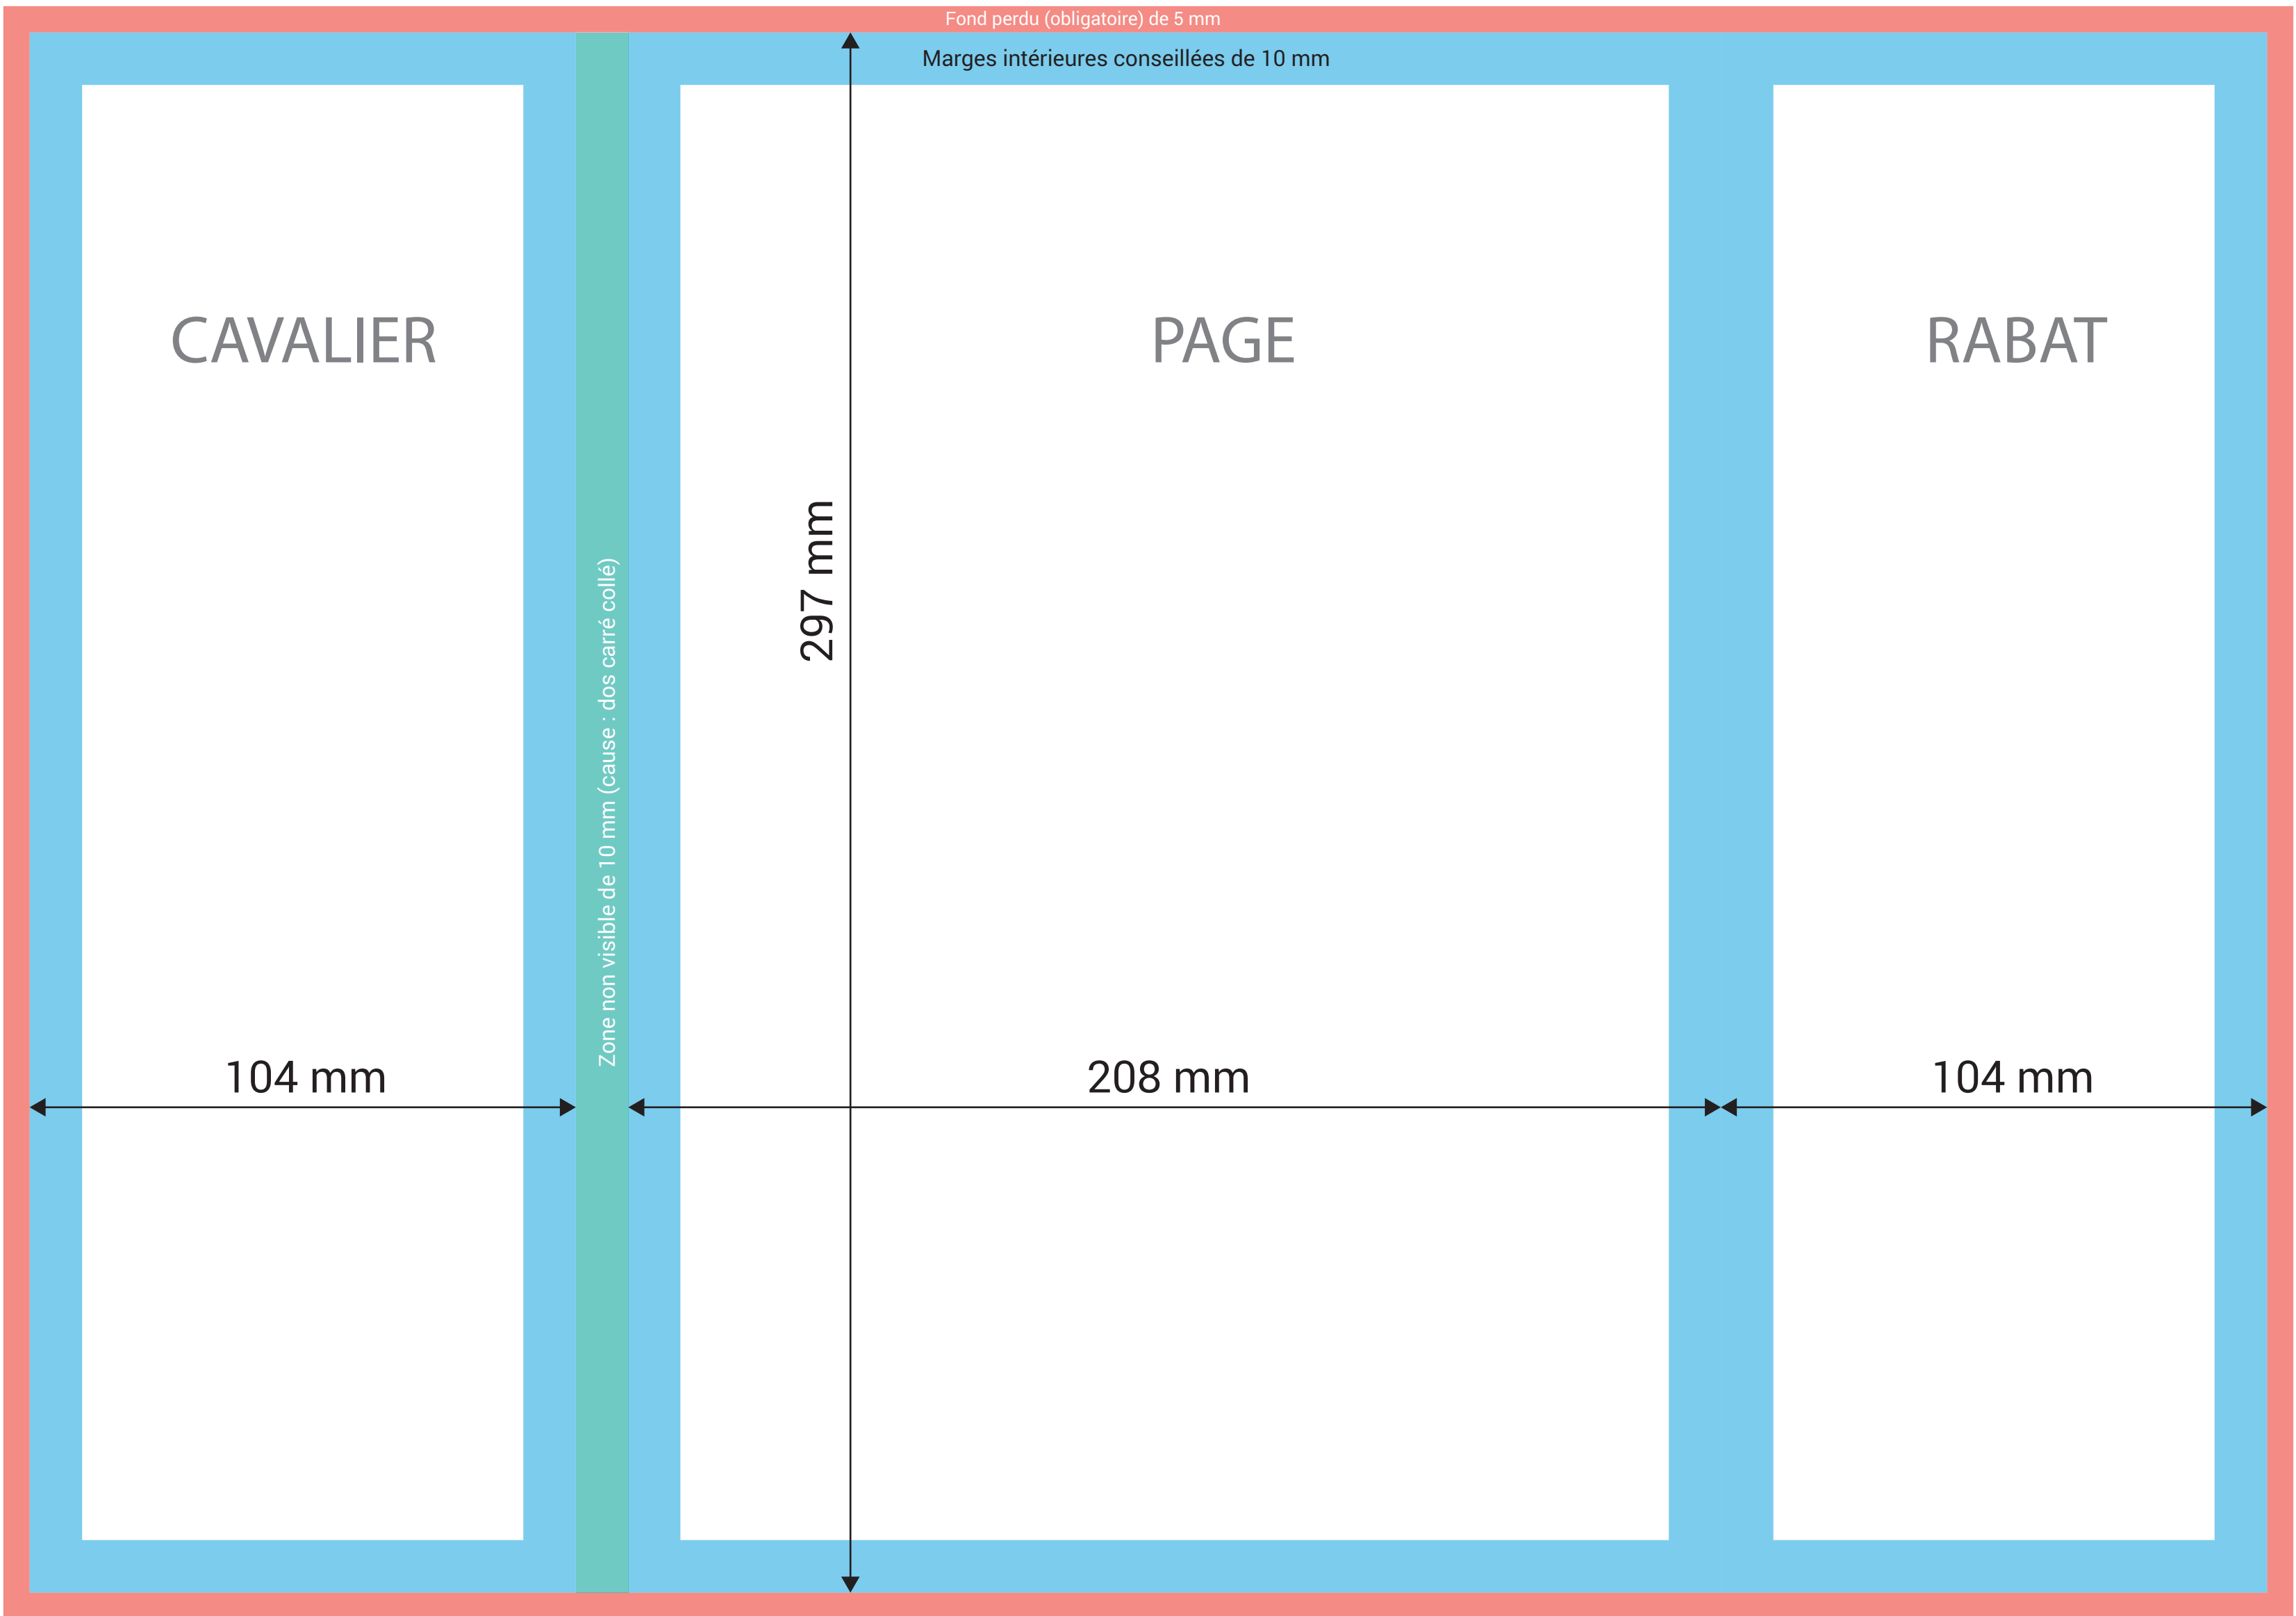 Fond perdu (obligatoire) de 5 mm
Marges intérieures conseillées de 10 mm
CAVALIER
PAGE
RABAT
297 mm
Zone non visible de 10 mm (cause : dos carré collé)
104 mm
208 mm
104 mm